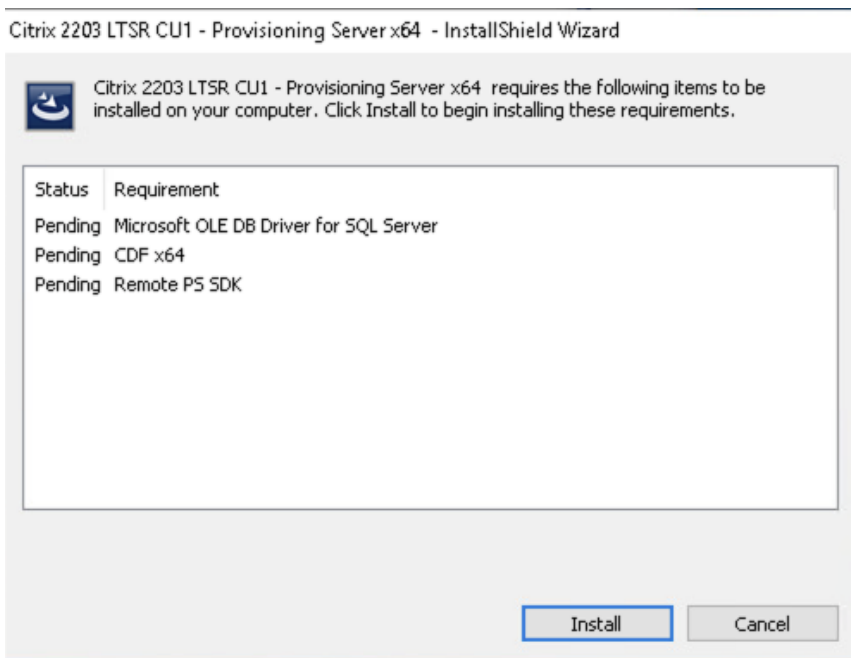 Citrix 2203 LTSR CU1 - Provisioning Server x64 - InstallShield Wizard
Citrix 2203 LTSR CU1 - Provisioning Server x64 requires the following items to be
installed on your computer. Click Install to begin installing these requirements.
Status Requirement
Pending Microsoft OLE DB Driver for SQL Server
Pending CDF x64
Pending Remote PS SDK
Install Cancel